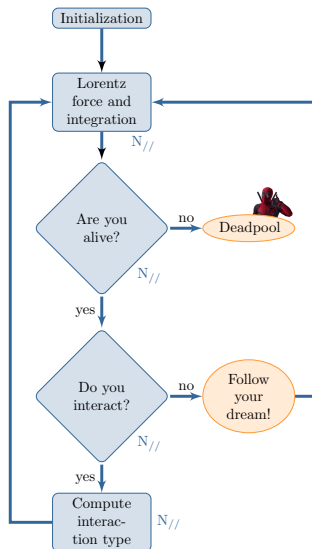 Initialization
Lorentz
force and
integration
N//
Are you
alive?
no
Deadpool
N//
yes
Do you
interact?
no
Follow
your
dream!
N//
yes
Compute
interac-
tion type
N//